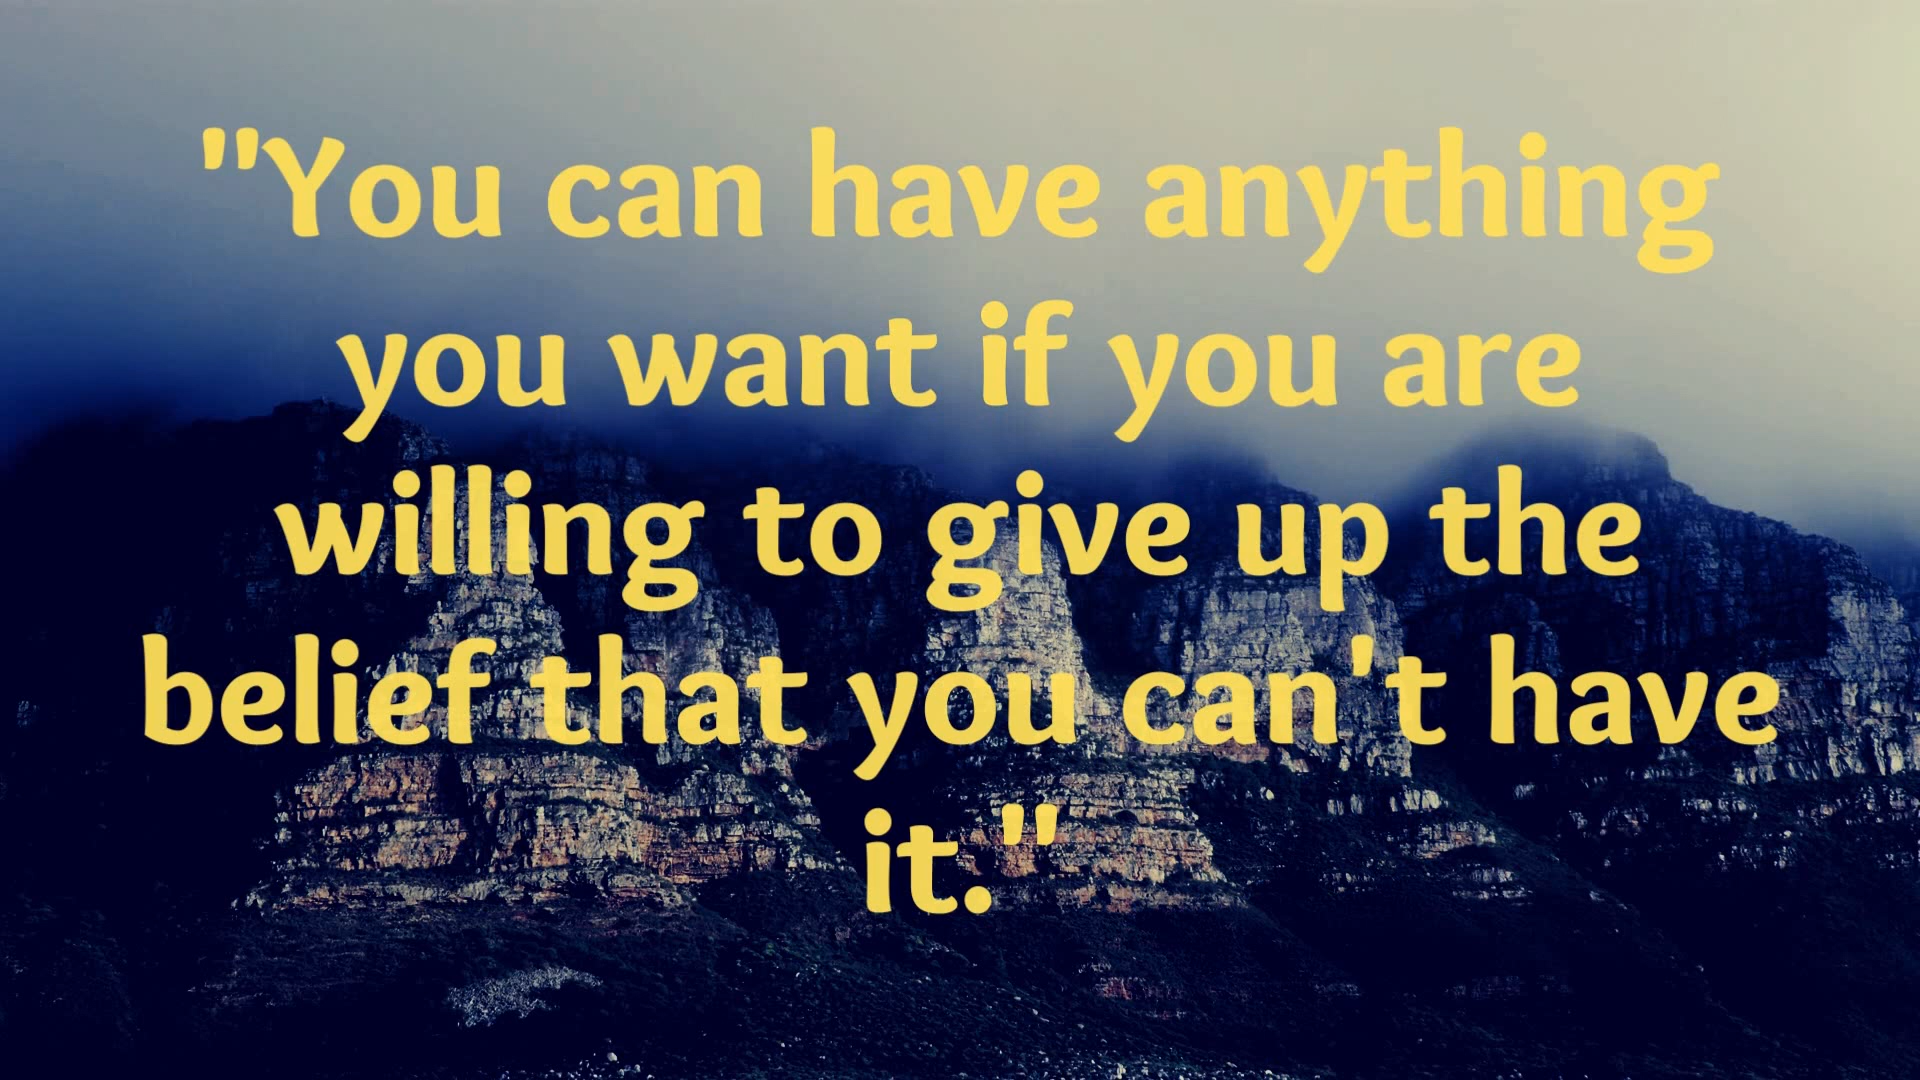 "You can have anything
you want if you are
willing to give up the
belief that you can't have
it."